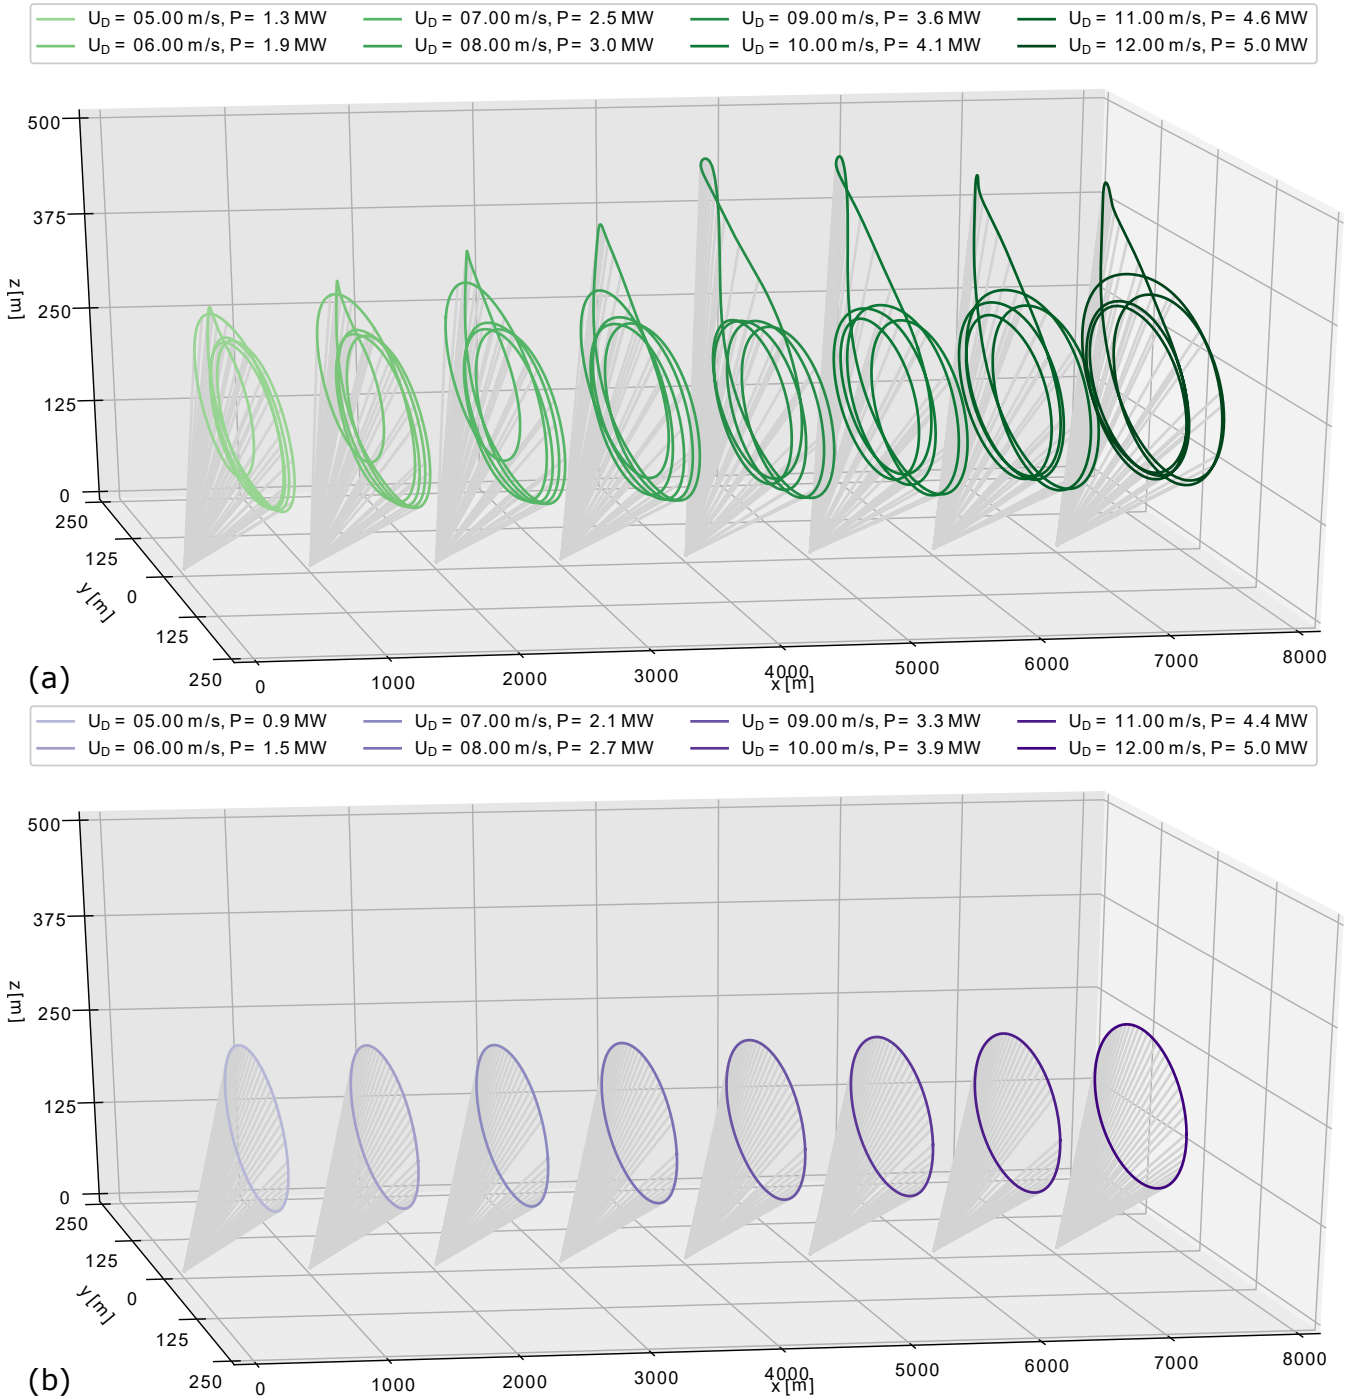 U_D = 05.00 m/s, P = 1.3 MW   U_D = 07.00 m/s, P = 2.5 MW   U_D = 09.00 m/s, P = 3.6 MW   U_D = 11.00 m/s, P = 4.6 MW
U_D = 06.00 m/s, P = 1.9 MW   U_D = 08.00 m/s, P = 3.0 MW   U_D = 10.00 m/s, P = 4.1 MW   U_D = 12.00 m/s, P = 5.0 MW
500
375
z [m]
250
125
0
250
125
0
y [m]
125
250
0 1000 2000 3000 4000 5000 6000 7000 8000
x [m]
(a)
U_D = 05.00 m/s, P = 0.9 MW   U_D = 07.00 m/s, P = 2.1 MW   U_D = 09.00 m/s, P = 3.3 MW   U_D = 11.00 m/s, P = 4.4 MW
U_D = 06.00 m/s, P = 1.5 MW   U_D = 08.00 m/s, P = 2.7 MW   U_D = 10.00 m/s, P = 3.9 MW   U_D = 12.00 m/s, P = 5.0 MW
500
375
z [m]
250
125
0
250
125
0
y [m]
125
250
0 1000 2000 3000 4000 5000 6000 7000 8000
x [m]
(b)